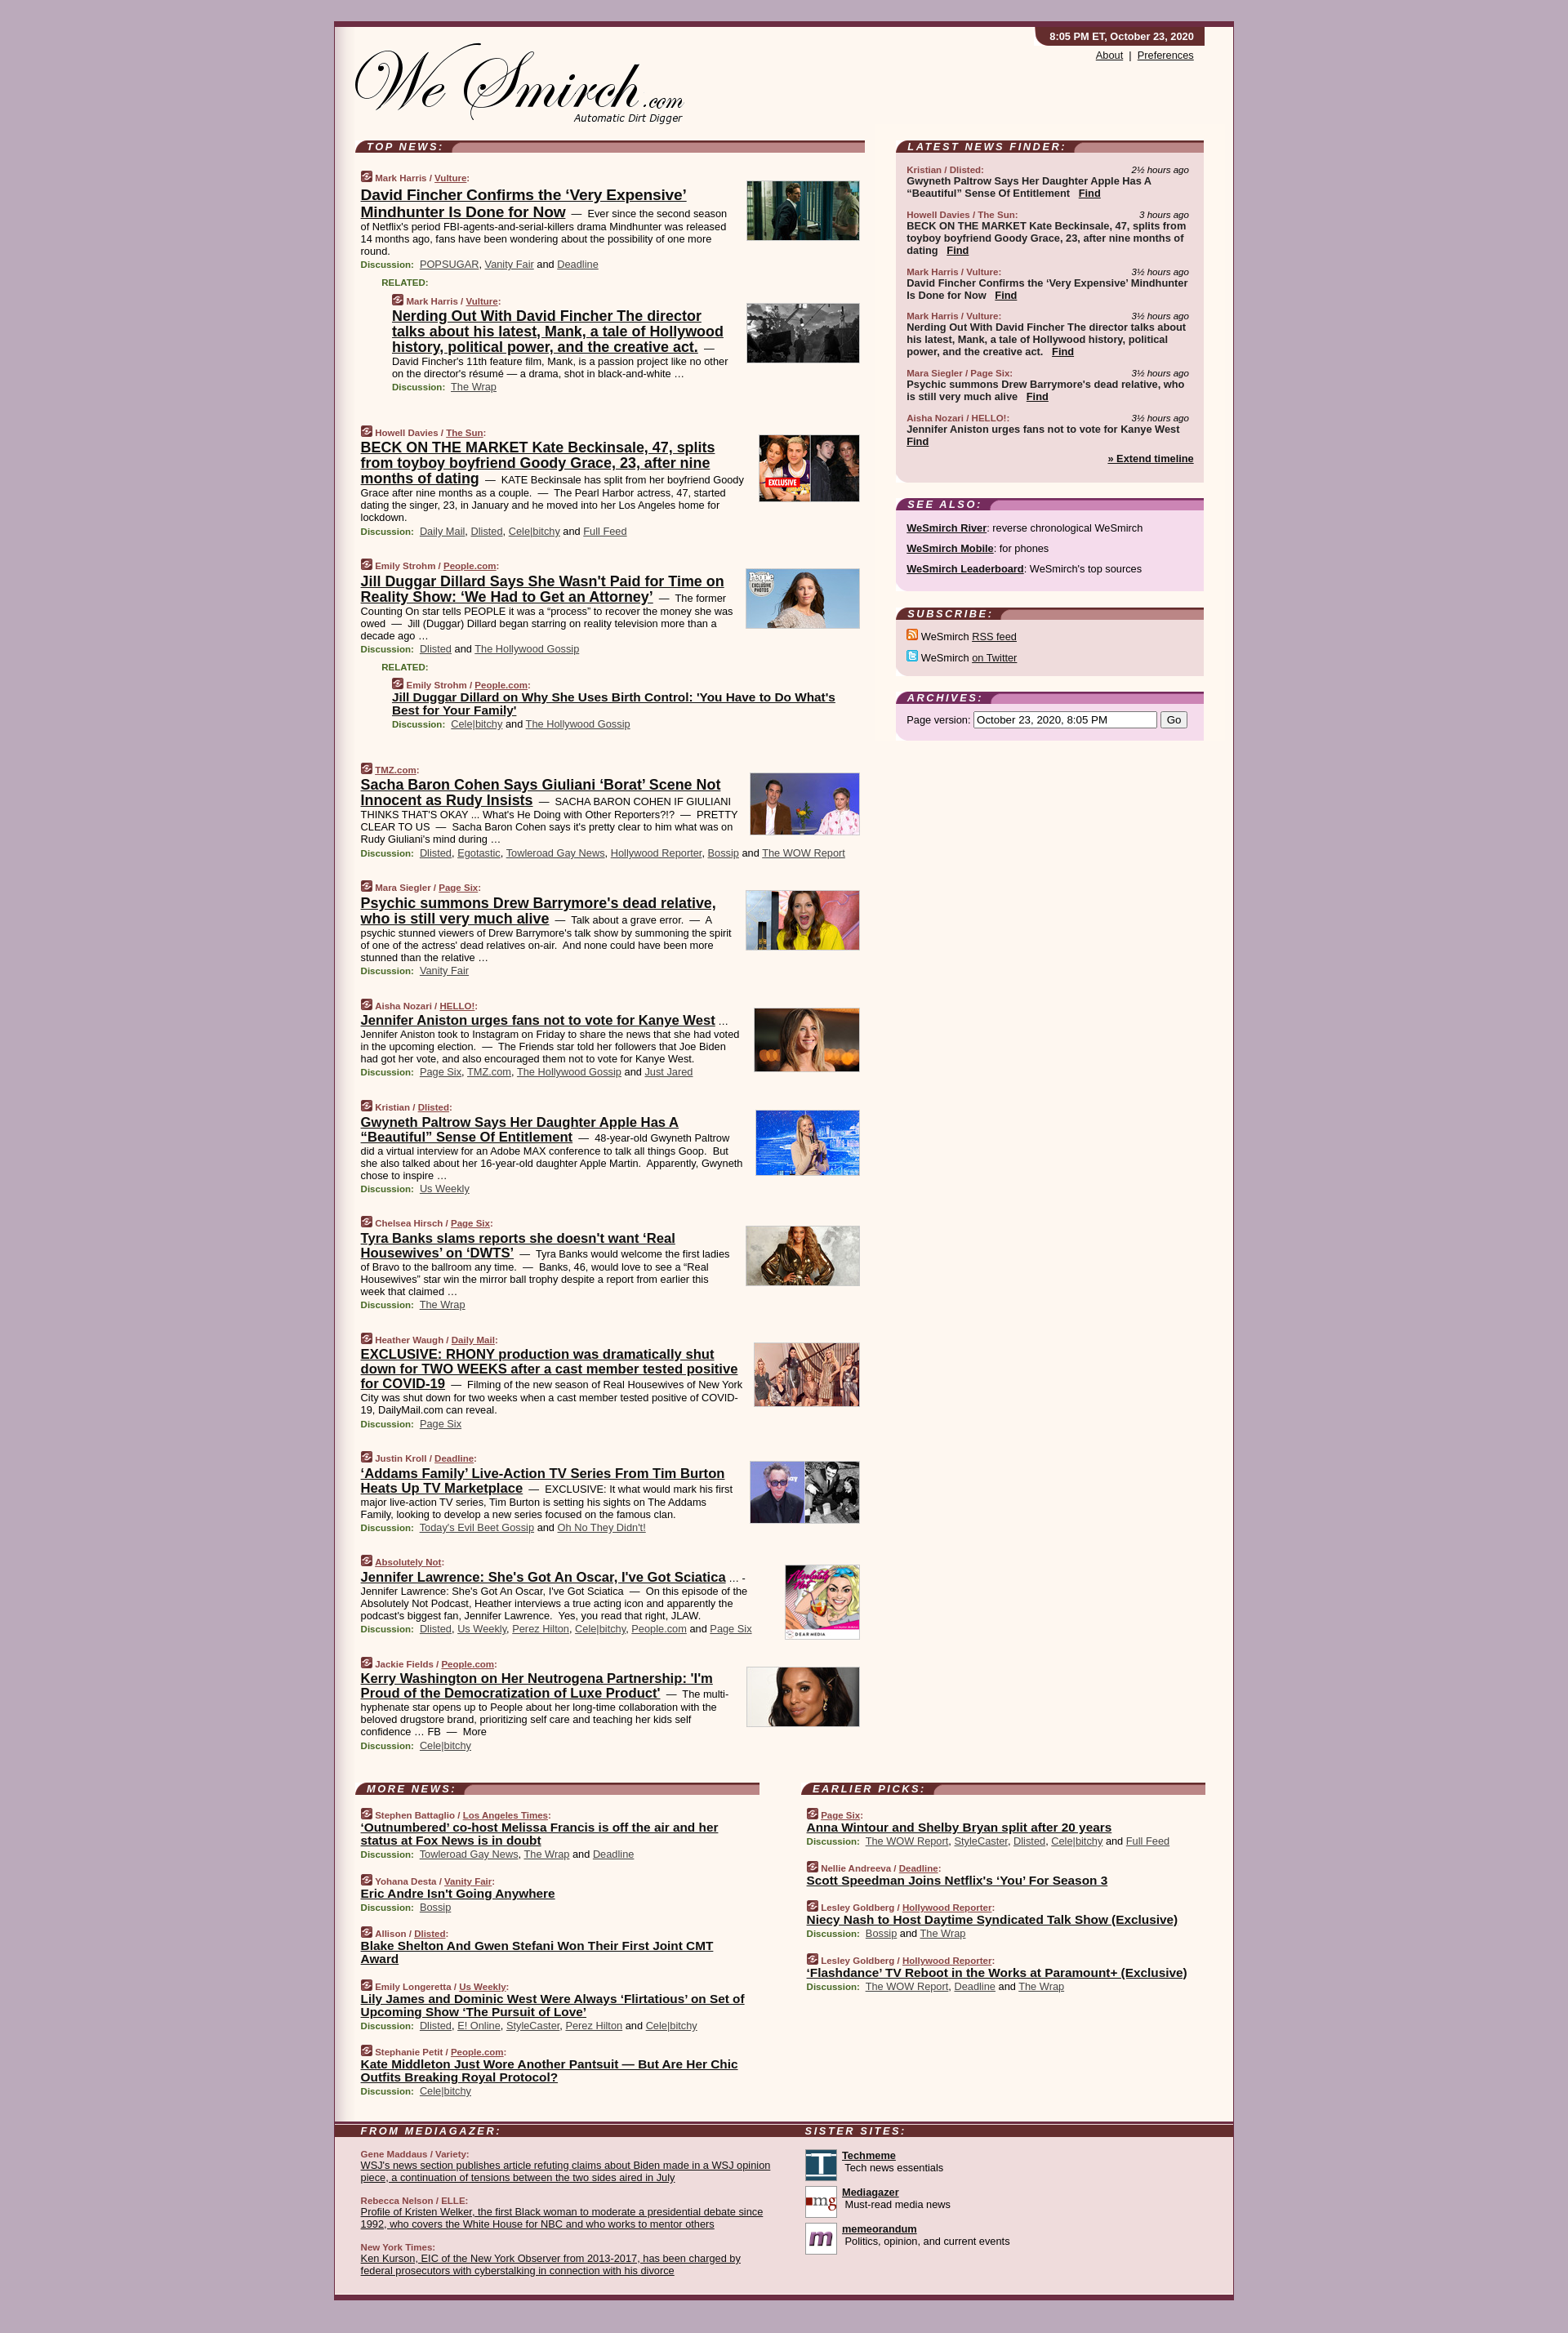 8:05 PM ET, October 23, 2020
About | Preferences
We Smirch.com
Automatic Dirt Digger
TOP NEWS:
Mark Harris / Vulture:
David Fincher Confirms the ‘Very Expensive’
Mindhunter Is Done for Now — Ever since the second season
of Netflix's period FBI-agents-and-serial-killers drama Mindhunter was released
14 months ago, fans have been wondering about the possibility of one more
round.
Discussion: POPSUGAR, Vanity Fair and Deadline
RELATED:
Mark Harris / Vulture:
Nerding Out With David Fincher The director
talks about his latest, Mank, a tale of Hollywood
history, political power, and the creative act. —
David Fincher's 11th feature film, Mank, is a passion project like no other
on the director's résumé — a drama, shot in black-and-white …
Discussion: The Wrap
Howell Davies / The Sun:
BECK ON THE MARKET Kate Beckinsale, 47, splits
from toyboy boyfriend Goody Grace, 23, after nine
months of dating — KATE Beckinsale has split from her boyfriend Goody
Grace after nine months as a couple. — The Pearl Harbor actress, 47, started
dating the singer, 23, in January and he moved into her Los Angeles home for
lockdown.
Discussion: Daily Mail, Dlisted, Cele|bitchy and Full Feed
EXCLUSIVE
Emily Strohm / People.com:
Jill Duggar Dillard Says She Wasn't Paid for Time on
Reality Show: ‘We Had to Get an Attorney’ — The former
Counting On star tells PEOPLE it was a “process” to recover the money she was
owed — Jill (Duggar) Dillard began starring on reality television more than a
decade ago …
Discussion: Dlisted and The Hollywood Gossip
People
EXCLUSIVE
PHOTOS
RELATED:
Emily Strohm / People.com:
Jill Duggar Dillard on Why She Uses Birth Control: 'You Have to Do What's
Best for Your Family'
Discussion: Cele|bitchy and The Hollywood Gossip
TMZ.com:
Sacha Baron Cohen Says Giuliani ‘Borat’ Scene Not
Innocent as Rudy Insists — SACHA BARON COHEN IF GIULIANI
THINKS THAT'S OKAY ... What's He Doing with Other Reporters?!? — PRETTY
CLEAR TO US — Sacha Baron Cohen says it's pretty clear to him what was on
Rudy Giuliani's mind during …
Discussion: Dlisted, Egotastic, Towleroad Gay News, Hollywood Reporter, Bossip and The WOW Report
Mara Siegler / Page Six:
Psychic summons Drew Barrymore's dead relative,
who is still very much alive — Talk about a grave error. — A
psychic stunned viewers of Drew Barrymore's talk show by summoning the spirit
of one of the actress' dead relatives on-air. And none could have been more
stunned than the relative …
Discussion: Vanity Fair
Aisha Nozari / HELLO!:
Jennifer Aniston urges fans not to vote for Kanye West …
Jennifer Aniston took to Instagram on Friday to share the news that she had voted
in the upcoming election. — The Friends star told her followers that Joe Biden
had got her vote, and also encouraged them not to vote for Kanye West.
Discussion: Page Six, TMZ.com, The Hollywood Gossip and Just Jared
Kristian / Dlisted:
Gwyneth Paltrow Says Her Daughter Apple Has A
“Beautiful” Sense Of Entitlement — 48-year-old Gwyneth Paltrow
did a virtual interview for an Adobe MAX conference to talk all things Goop. But
she also talked about her 16-year-old daughter Apple Martin. Apparently, Gwyneth
chose to inspire …
Discussion: Us Weekly
Chelsea Hirsch / Page Six:
Tyra Banks slams reports she doesn't want ‘Real
Housewives’ on ‘DWTS’ — Tyra Banks would welcome the first ladies
of Bravo to the ballroom any time. — Banks, 46, would love to see a “Real
Housewives” star win the mirror ball trophy despite a report from earlier this
week that claimed …
Discussion: The Wrap
Heather Waugh / Daily Mail:
EXCLUSIVE: RHONY production was dramatically shut
down for TWO WEEKS after a cast member tested positive
for COVID-19 — Filming of the new season of Real Housewives of New York
City was shut down for two weeks when a cast member tested positive of COVID-
19, DailyMail.com can reveal.
Discussion: Page Six
Justin Kroll / Deadline:
‘Addams Family’ Live-Action TV Series From Tim Burton
Heats Up TV Marketplace — EXCLUSIVE: It what would mark his first
major live-action TV series, Tim Burton is setting his sights on The Addams
Family, looking to develop a new series focused on the famous clan.
Discussion: Today's Evil Beet Gossip and Oh No They Didn't!
Absolutely Not:
Jennifer Lawrence: She's Got An Oscar, I've Got Sciatica … -
Jennifer Lawrence: She's Got An Oscar, I've Got Sciatica — On this episode of the
Absolutely Not Podcast, Heather interviews a true acting icon and apparently the
podcast's biggest fan, Jennifer Lawrence. Yes, you read that right, JLAW.
Discussion: Dlisted, Us Weekly, Perez Hilton, Cele|bitchy, People.com and Page Six
Absolutely Not
DEAR MEDIA
Jackie Fields / People.com:
Kerry Washington on Her Neutrogena Partnership: 'I'm
Proud of the Democratization of Luxe Product' — The multi-
hyphenate star opens up to People about her long-time collaboration with the
beloved drugstore brand, prioritizing self care and teaching her kids self
confidence … FB — More
Discussion: Cele|bitchy
LATEST NEWS FINDER:
Kristian / Dlisted: 2½ hours ago
Gwyneth Paltrow Says Her Daughter Apple Has A
“Beautiful” Sense Of Entitlement Find
Howell Davies / The Sun: 3 hours ago
BECK ON THE MARKET Kate Beckinsale, 47, splits from
toyboy boyfriend Goody Grace, 23, after nine months of
dating Find
Mark Harris / Vulture: 3½ hours ago
David Fincher Confirms the ‘Very Expensive’ Mindhunter
Is Done for Now Find
Mark Harris / Vulture: 3½ hours ago
Nerding Out With David Fincher The director talks about
his latest, Mank, a tale of Hollywood history, political
power, and the creative act. Find
Mara Siegler / Page Six: 3½ hours ago
Psychic summons Drew Barrymore's dead relative, who
is still very much alive Find
Aisha Nozari / HELLO!: 3½ hours ago
Jennifer Aniston urges fans not to vote for Kanye West
Find
» Extend timeline
SEE ALSO:
WeSmirch River: reverse chronological WeSmirch
WeSmirch Mobile: for phones
WeSmirch Leaderboard: WeSmirch's top sources
SUBSCRIBE:
WeSmirch RSS feed
WeSmirch on Twitter
ARCHIVES:
Page version: October 23, 2020, 8:05 PM Go
MORE NEWS:
Stephen Battaglio / Los Angeles Times:
‘Outnumbered’ co-host Melissa Francis is off the air and her
status at Fox News is in doubt
Discussion: Towleroad Gay News, The Wrap and Deadline
Yohana Desta / Vanity Fair:
Eric Andre Isn't Going Anywhere
Discussion: Bossip
Allison / Dlisted:
Blake Shelton And Gwen Stefani Won Their First Joint CMT
Award
Emily Longeretta / Us Weekly:
Lily James and Dominic West Were Always ‘Flirtatious’ on Set of
Upcoming Show ‘The Pursuit of Love’
Discussion: Dlisted, E! Online, StyleCaster, Perez Hilton and Cele|bitchy
Stephanie Petit / People.com:
Kate Middleton Just Wore Another Pantsuit — But Are Her Chic
Outfits Breaking Royal Protocol?
Discussion: Cele|bitchy
EARLIER PICKS:
Page Six:
Anna Wintour and Shelby Bryan split after 20 years
Discussion: The WOW Report, StyleCaster, Dlisted, Cele|bitchy and Full Feed
Nellie Andreeva / Deadline:
Scott Speedman Joins Netflix's ‘You’ For Season 3
Lesley Goldberg / Hollywood Reporter:
Niecy Nash to Host Daytime Syndicated Talk Show (Exclusive)
Discussion: Bossip and The Wrap
Lesley Goldberg / Hollywood Reporter:
‘Flashdance’ TV Reboot in the Works at Paramount+ (Exclusive)
Discussion: The WOW Report, Deadline and The Wrap
FROM MEDIAGAZER:
Gene Maddaus / Variety:
WSJ's news section publishes article refuting claims about Biden made in a WSJ opinion
piece, a continuation of tensions between the two sides aired in July
Rebecca Nelson / ELLE:
Profile of Kristen Welker, the first Black woman to moderate a presidential debate since
1992, who covers the White House for NBC and who works to mentor others
New York Times:
Ken Kurson, EIC of the New York Observer from 2013-2017, has been charged by
federal prosecutors with cyberstalking in connection with his divorce
SISTER SITES:
T
Techmeme
Tech news essentials
mg
Mediagazer
Must-read media news
m
memeorandum
Politics, opinion, and current events